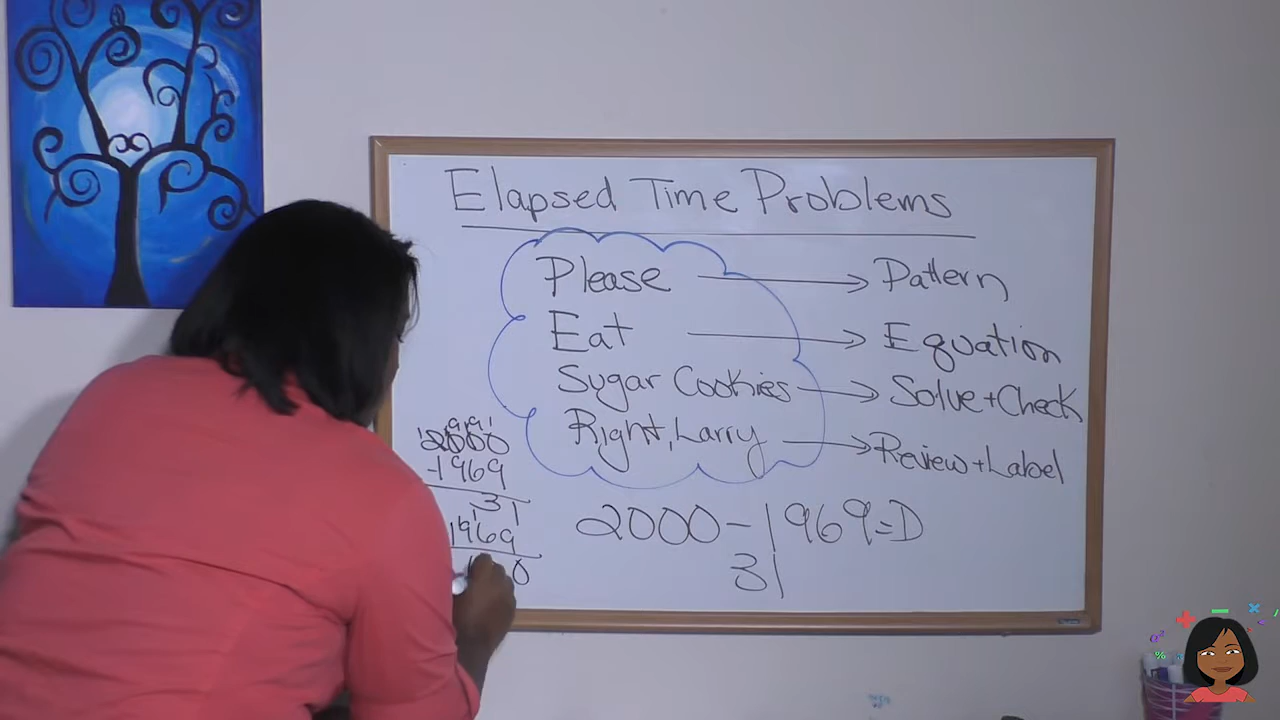 Elapsed Time Problems
Please → Pattern
Eat → Equation
Sugar Cookies → Solve+Check
Right, Larry → Review+Label
2000
-1969
31
1969
0
2000-1969=D
31